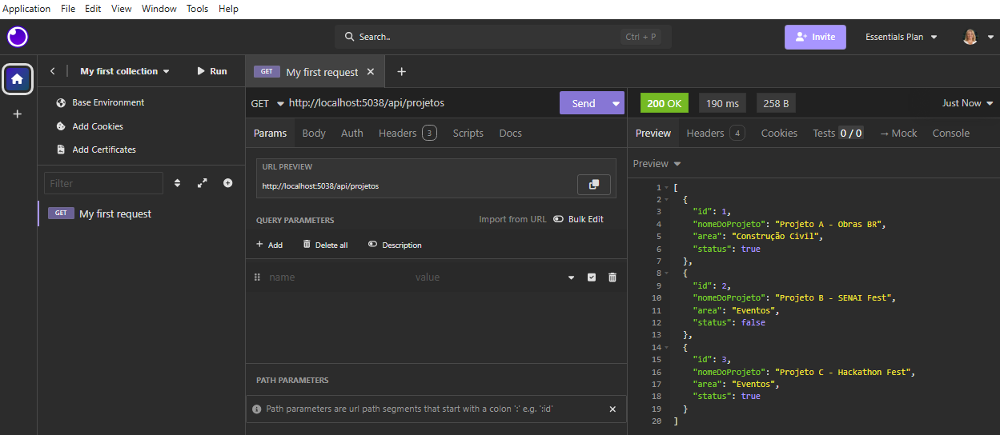 Application File Edit View Window Tools Help
Search.. Ctrl + P
Invite
Essentials Plan
My first collection
Run
Base Environment
Add Cookies
Add Certificates
Filter
GET My first request
GET My first request
GET http://localhost:5038/api/projetos
Send
Params Body Auth Headers 3 Scripts Docs
URL PREVIEW
http://localhost:5038/api/projetos
QUERY PARAMETERS
Import from URL Bulk Edit
Add Delete all Description
name value
PATH PARAMETERS
Path parameters are url path segments that start with a colon ':' e.g. ':id'
200 OK 190 ms 258 B
Just Now
Preview Headers 4 Cookies Tests 0 / 0 → Mock Console
Preview
1 [
2 {
3 "id": 1,
4 "nomeDoProjeto": "Projeto A - Obras BR",
5 "area": "Construção Civil",
6 "status": true
7 },
8 {
9 "id": 2,
10 "nomeDoProjeto": "Projeto B - SENAI Fest",
11 "area": "Eventos",
12 "status": false
13 },
14 {
15 "id": 3,
16 "nomeDoProjeto": "Projeto C - Hackathon Fest",
17 "area": "Eventos",
18 "status": true
19 }
20 ]